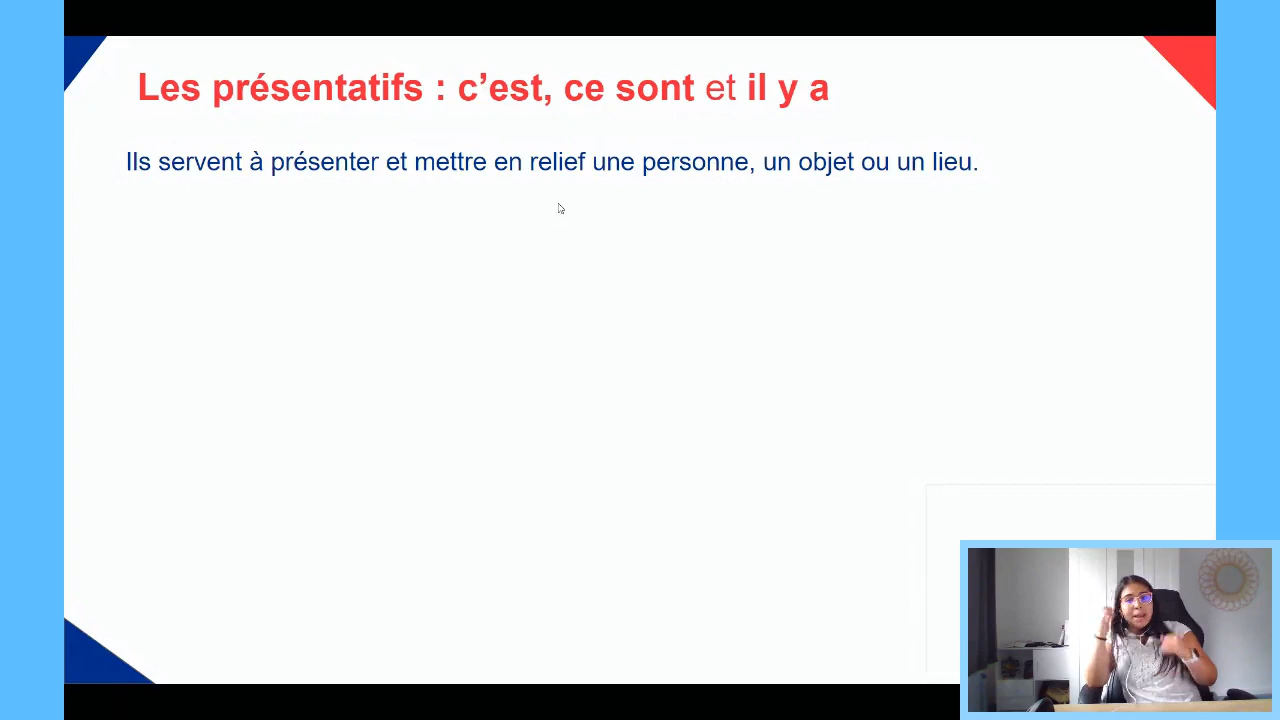 Les présentatifs : c’est, ce sont et il y a
Ils servent à présenter et mettre en relief une personne, un objet ou un lieu.